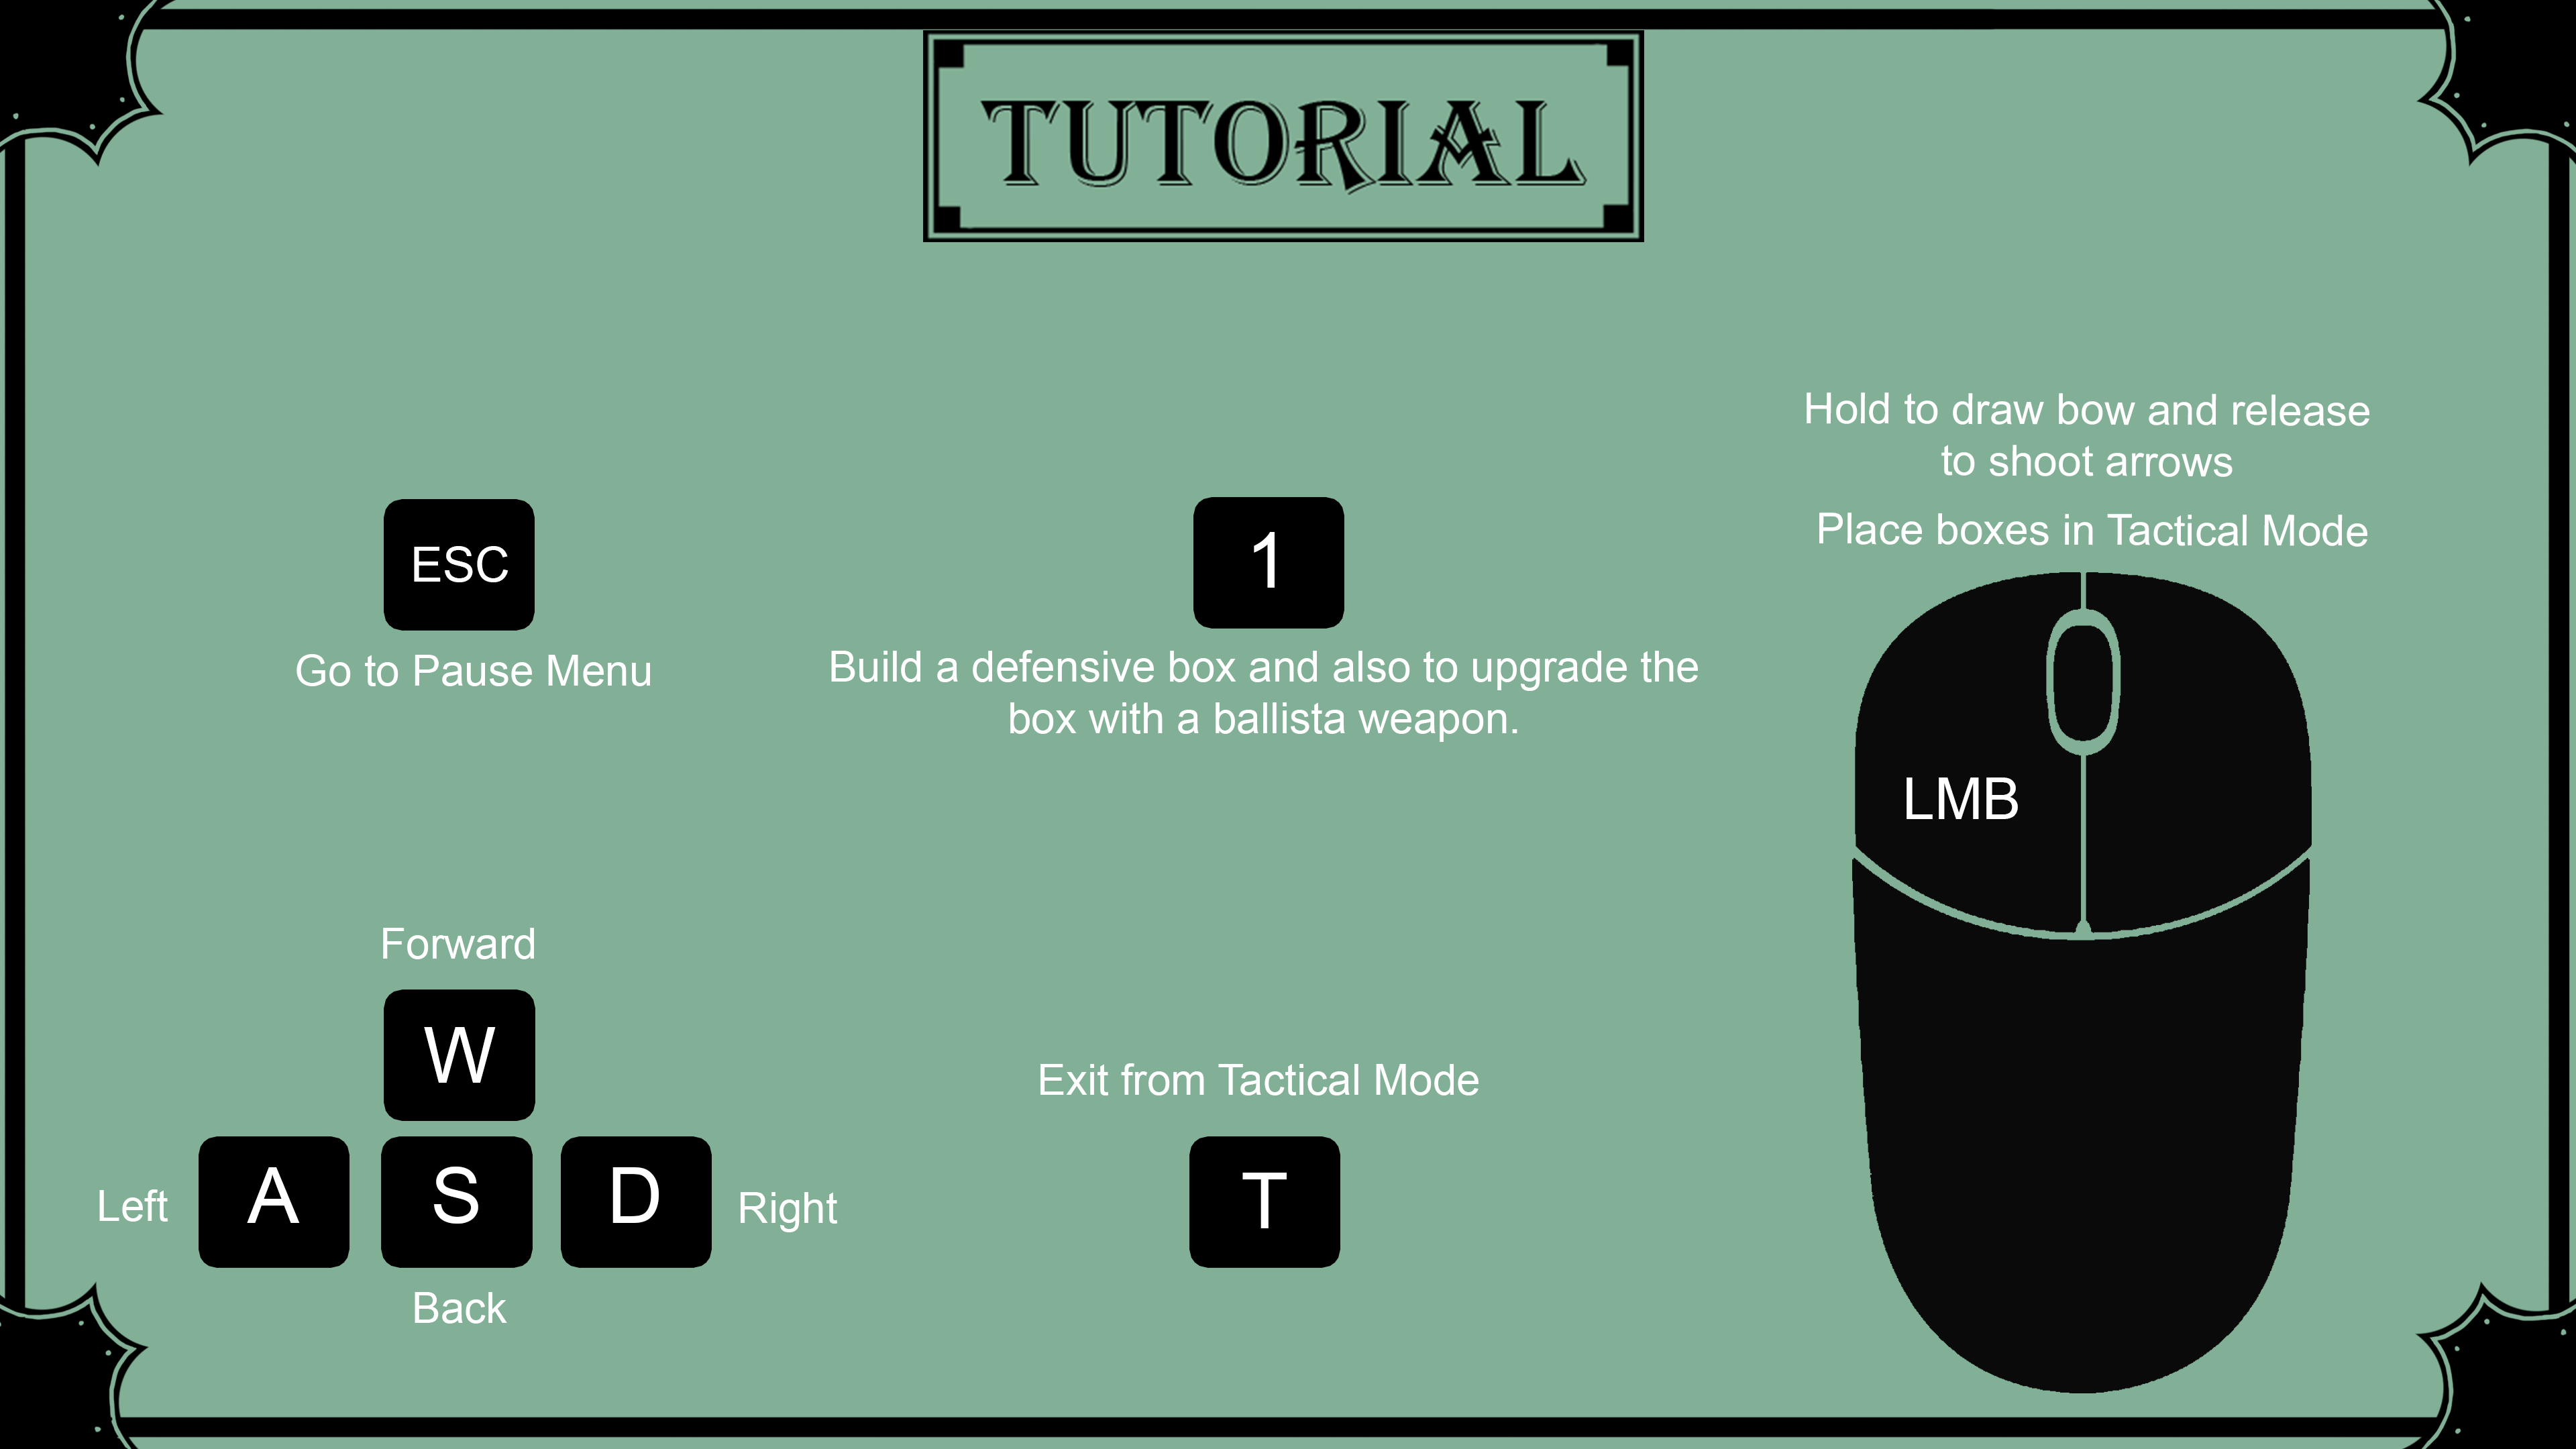 TUTORIAL
Hold to draw bow and release
to shoot arrows
Place boxes in Tactical Mode
ESC
Go to Pause Menu
1
Build a defensive box and also to upgrade the
box with a ballista weapon.
LMB
Forward
W
Left A S D Right
Back
Exit from Tactical Mode
T